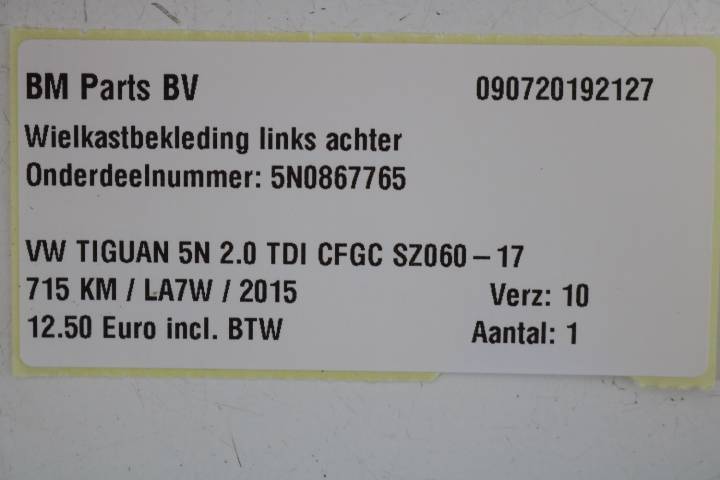 BM Parts BV 090720192127
Wielkastbekleding links achter
Onderdeelnummer: 5N0867765
VW TIGUAN 5N 2.0 TDI CFGC SZ060-17
715 KM / LA7W / 2015 Verz: 10
12.50 Euro incl. BTW Aantal: 1